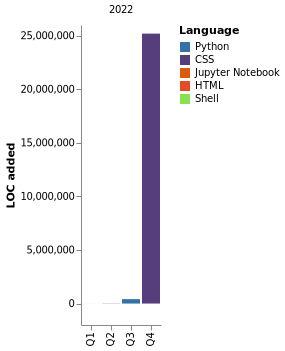 2022
Language
Python
CSS
Jupyter Notebook
HTML
Shell
LOC added
25,000,000
20,000,000
15,000,000
10,000,000
5,000,000
0
Q1
Q2
Q3
Q4